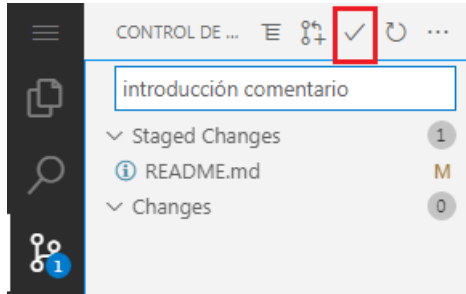 CONTROL DE ...
introducción comentario
Staged Changes 1
README.md M
Changes 0
1